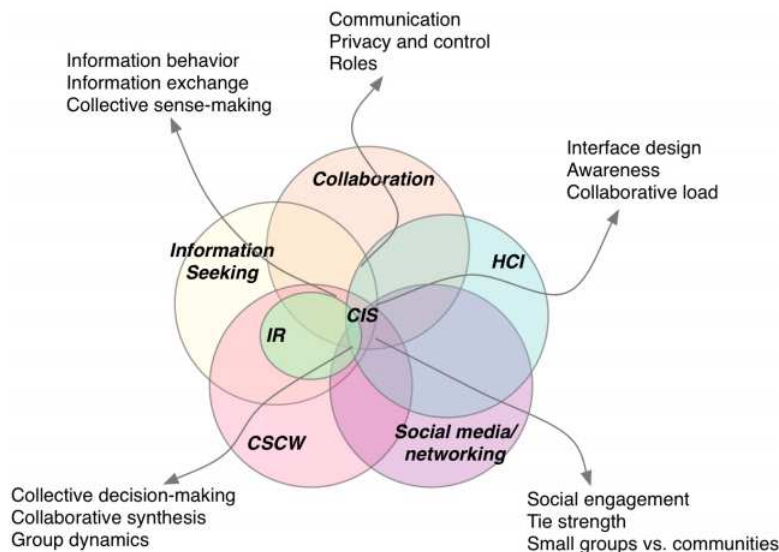 Communication
Privacy and control
Roles
Information behavior
Information exchange
Collective sense-making
Interface design
Awareness
Collaborative load
Collaboration
Information
Seeking
HCI
CIS
IR
CSCW
Social media/
networking
Collective decision-making
Collaborative synthesis
Group dynamics
Social engagement
Tie strength
Small groups vs. communities